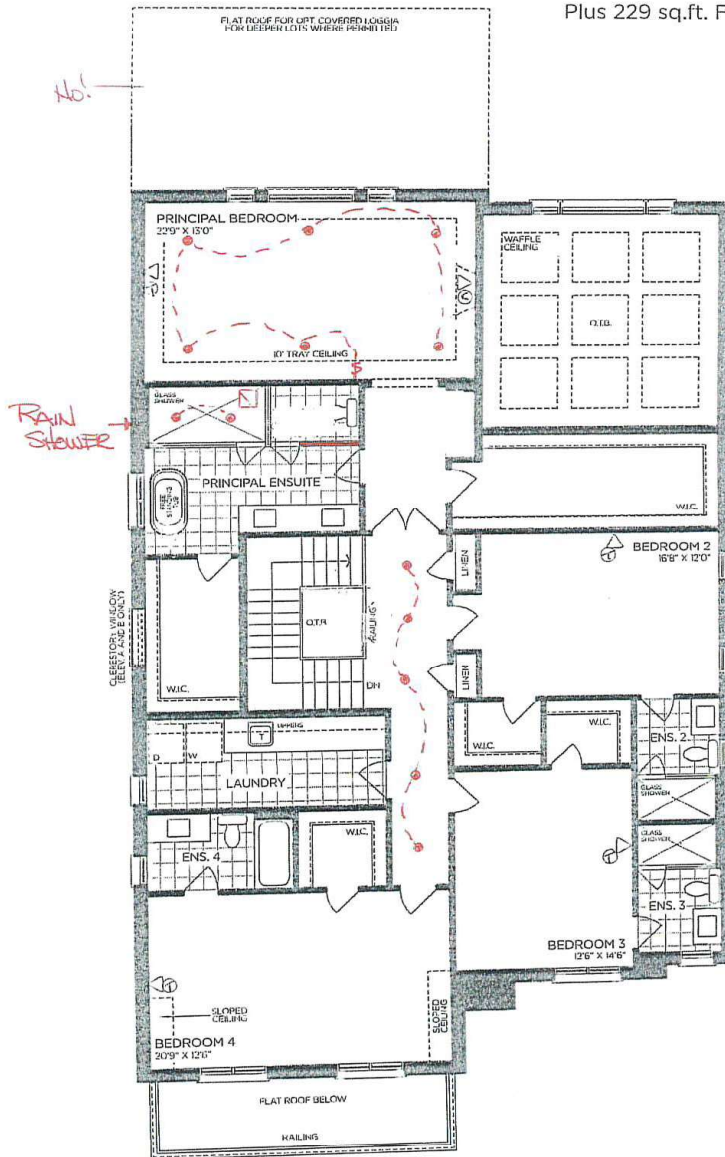 Plus 229 sq.ft. F
FLAT ROOF FOR OPT. COVERED LOGGIA
FOR DEEPER LOTS WHERE PERMITTED
No!
PRINCIPAL BEDROOM
22'9" X 13'0"
WAFFLE
CEILING
O.T.B.
10' TRAY CEILING
S
GLASS
SHOWER
RAIN
SHOWER
PRINCIPAL ENSUITE
FREE
STANDING
TUB
W.I.C.
LINEN
BEDROOM 2
16'8" X 12'0"
O.T.B.
RAILING
CLERESTORY WINDOW
(ELEV. A AND B ONLY)
DN
LINEN
W.I.C.
W.I.C.
W.I.C.
ENS. 2
D
W
T
LAUNDRY
GLASS
SHOWER
GLASS
SHOWER
W.I.C.
ENS. 4
ENS. 3
BEDROOM 3
12'6" X 14'6"
SLOPED
CEILING
SLOPED
CEILING
BEDROOM 4
20'9" X 12'6"
FLAT ROOF BELOW
RAILING